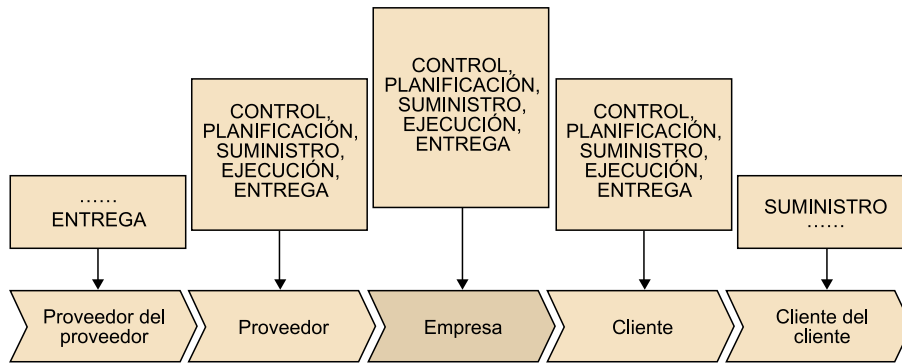 ……
ENTREGA
CONTROL,
PLANIFICACIÓN,
SUMINISTRO,
EJECUCIÓN,
ENTREGA
CONTROL,
PLANIFICACIÓN,
SUMINISTRO,
EJECUCIÓN,
ENTREGA
CONTROL,
PLANIFICACIÓN,
SUMINISTRO,
EJECUCIÓN,
ENTREGA
SUMINISTRO
……
Proveedor del
proveedor
Proveedor
Empresa
Cliente
Cliente del
cliente